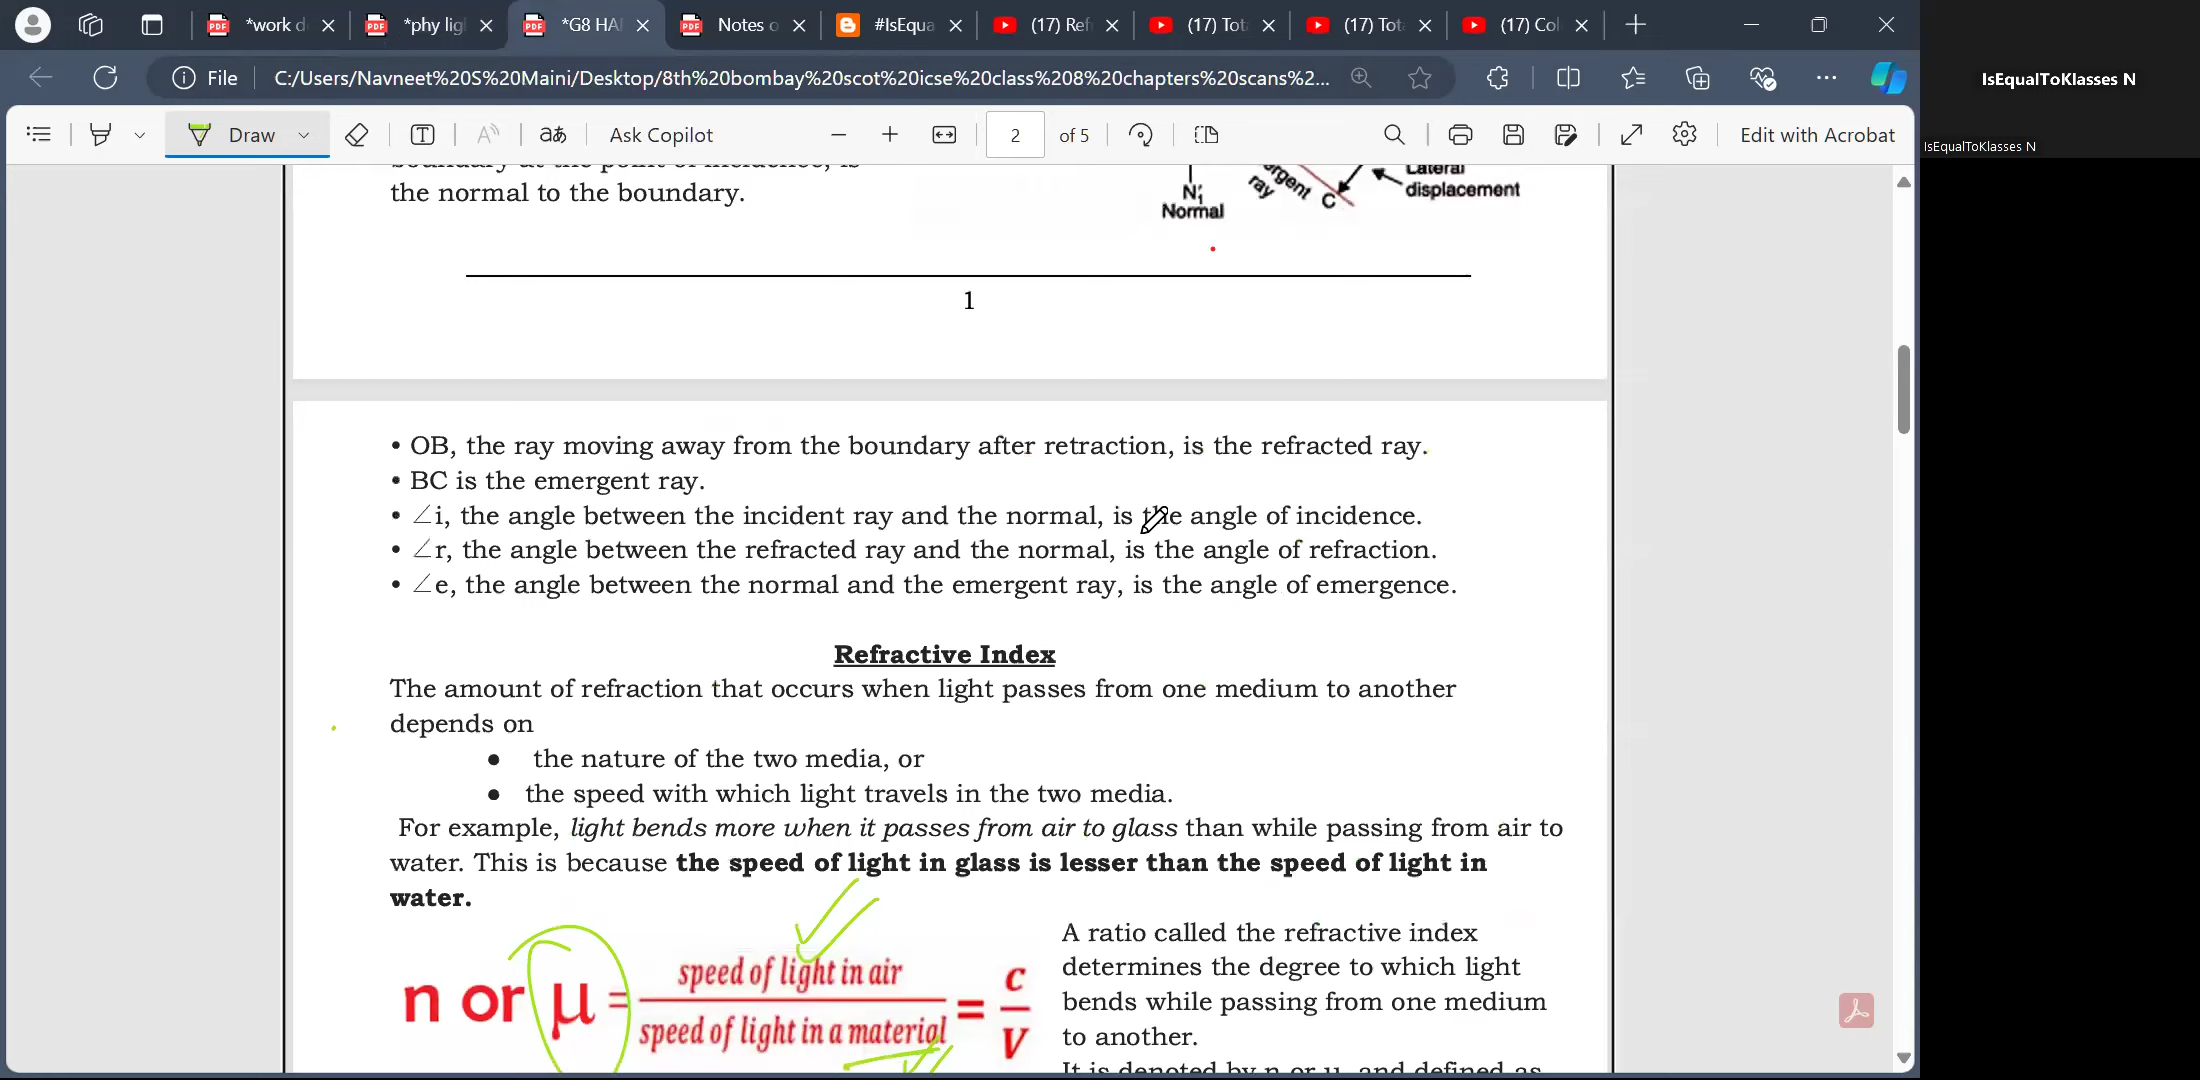 *work d
*phy lig
*G8 HA
Notes o
#IsEqua
(17) Ref
(17) Tot
(17) Tot
(17) Col
File
C:/Users/Navneet%20S%20Maini/Desktop/8th%20bombay%20scot%20icse%20class%208%20chapters%20scans%2...
Draw
Ask Copilot
2 of 5
Edit with Acrobat
IsEqualToKlasses N
IsEqualToKlasses N
boundary at the point of incidence, is
the normal to the boundary.
N₁'
Normal
ray
C
Lateral
displacement
1
• OB, the ray moving away from the boundary after retraction, is the refracted ray.
• BC is the emergent ray.
• ∠i, the angle between the incident ray and the normal, is the angle of incidence.
• ∠r, the angle between the refracted ray and the normal, is the angle of refraction.
• ∠e, the angle between the normal and the emergent ray, is the angle of emergence.
Refractive Index
The amount of refraction that occurs when light passes from one medium to another
depends on
● the nature of the two media, or
● the speed with which light travels in the two media.
For example, light bends more when it passes from air to glass than while passing from air to
water. This is because the speed of light in glass is lesser than the speed of light in
water.
n or μ = speed of light in air / speed of light in a material = c / V
A ratio called the refractive index
determines the degree to which light
bends while passing from one medium
to another.
It is denoted by n or μ, and defined as